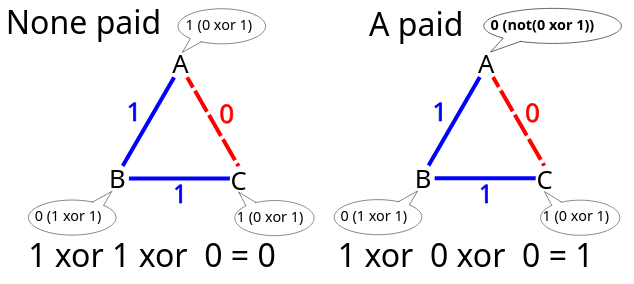 None paid
1 (0 xor 1)
A
1
0
B
C
1
0 (1 xor 1)
1 (0 xor 1)
1 xor 1 xor 0 = 0
A paid
0 (not(0 xor 1))
A
1
0
B
C
1
0 (1 xor 1)
1 (0 xor 1)
1 xor 0 xor 0 = 1